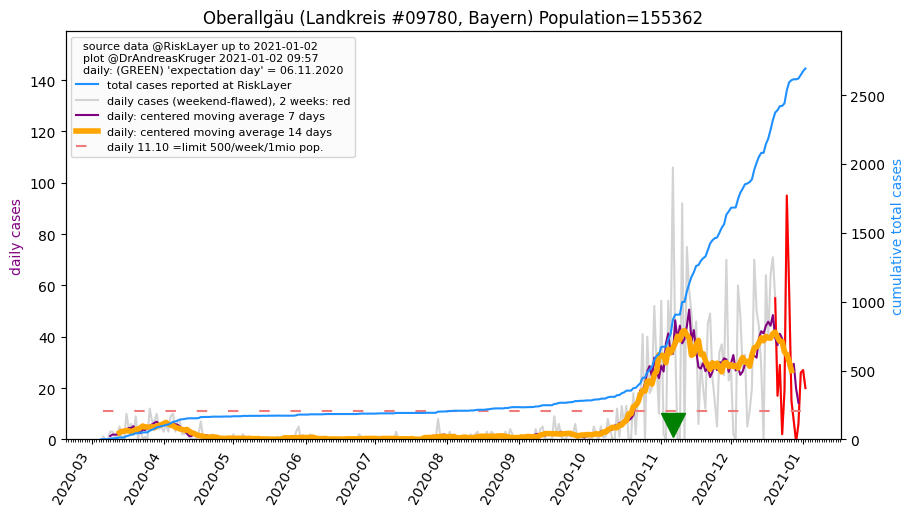 Oberallgäu (Landkreis #09780, Bayern) Population=155362
source data @RiskLayer up to 2021-01-02
plot @DrAndreasKruger 2021-01-02 09:57
daily: (GREEN) 'expectation day' = 06.11.2020
total cases reported at RiskLayer
daily cases (weekend-flawed), 2 weeks: red
daily: centered moving average 7 days
daily: centered moving average 14 days
daily 11.10 =limit 500/week/1mio pop.
daily cases
140
120
100
80
60
40
20
0
cumulative total cases
2500
2000
1500
1000
500
0
2020-03
2020-04
2020-05
2020-06
2020-07
2020-08
2020-09
2020-10
2020-11
2020-12
2021-01